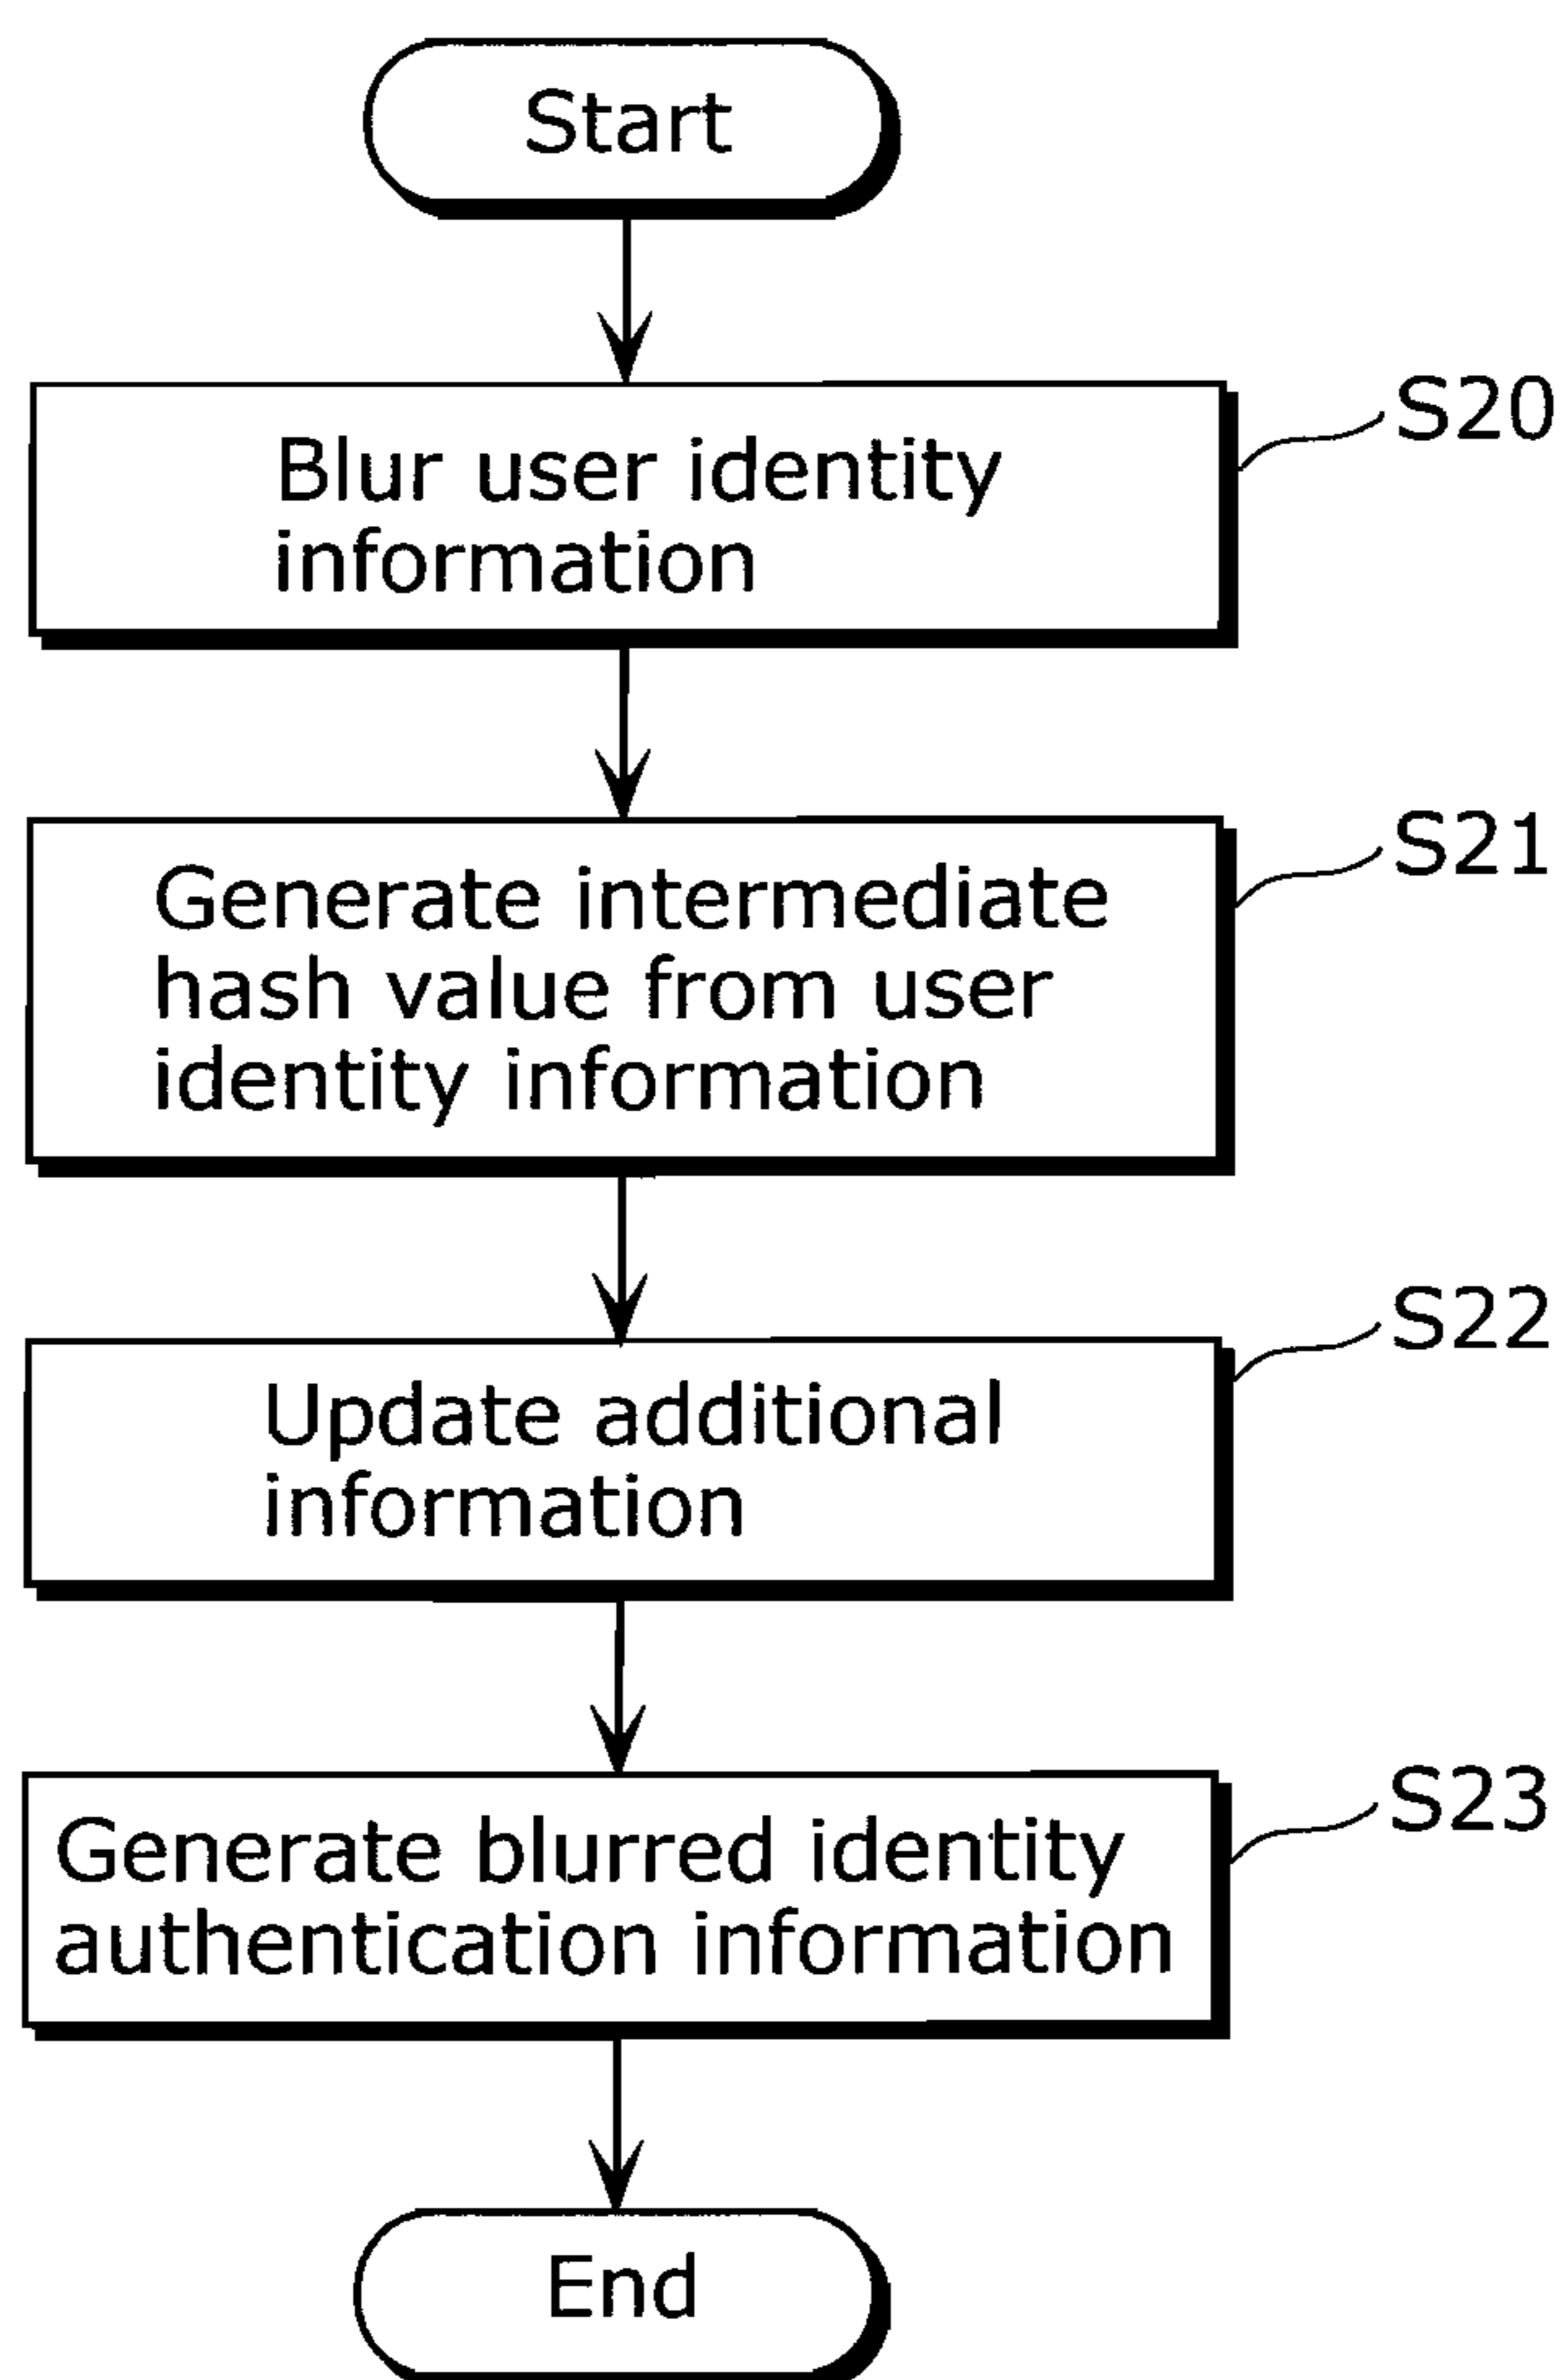 Start
S20
Blur user identity
information
S21
Generate intermediate
hash value from user
identity information
S22
Update additional
information
S23
Generate blurred identity
authentication information
End